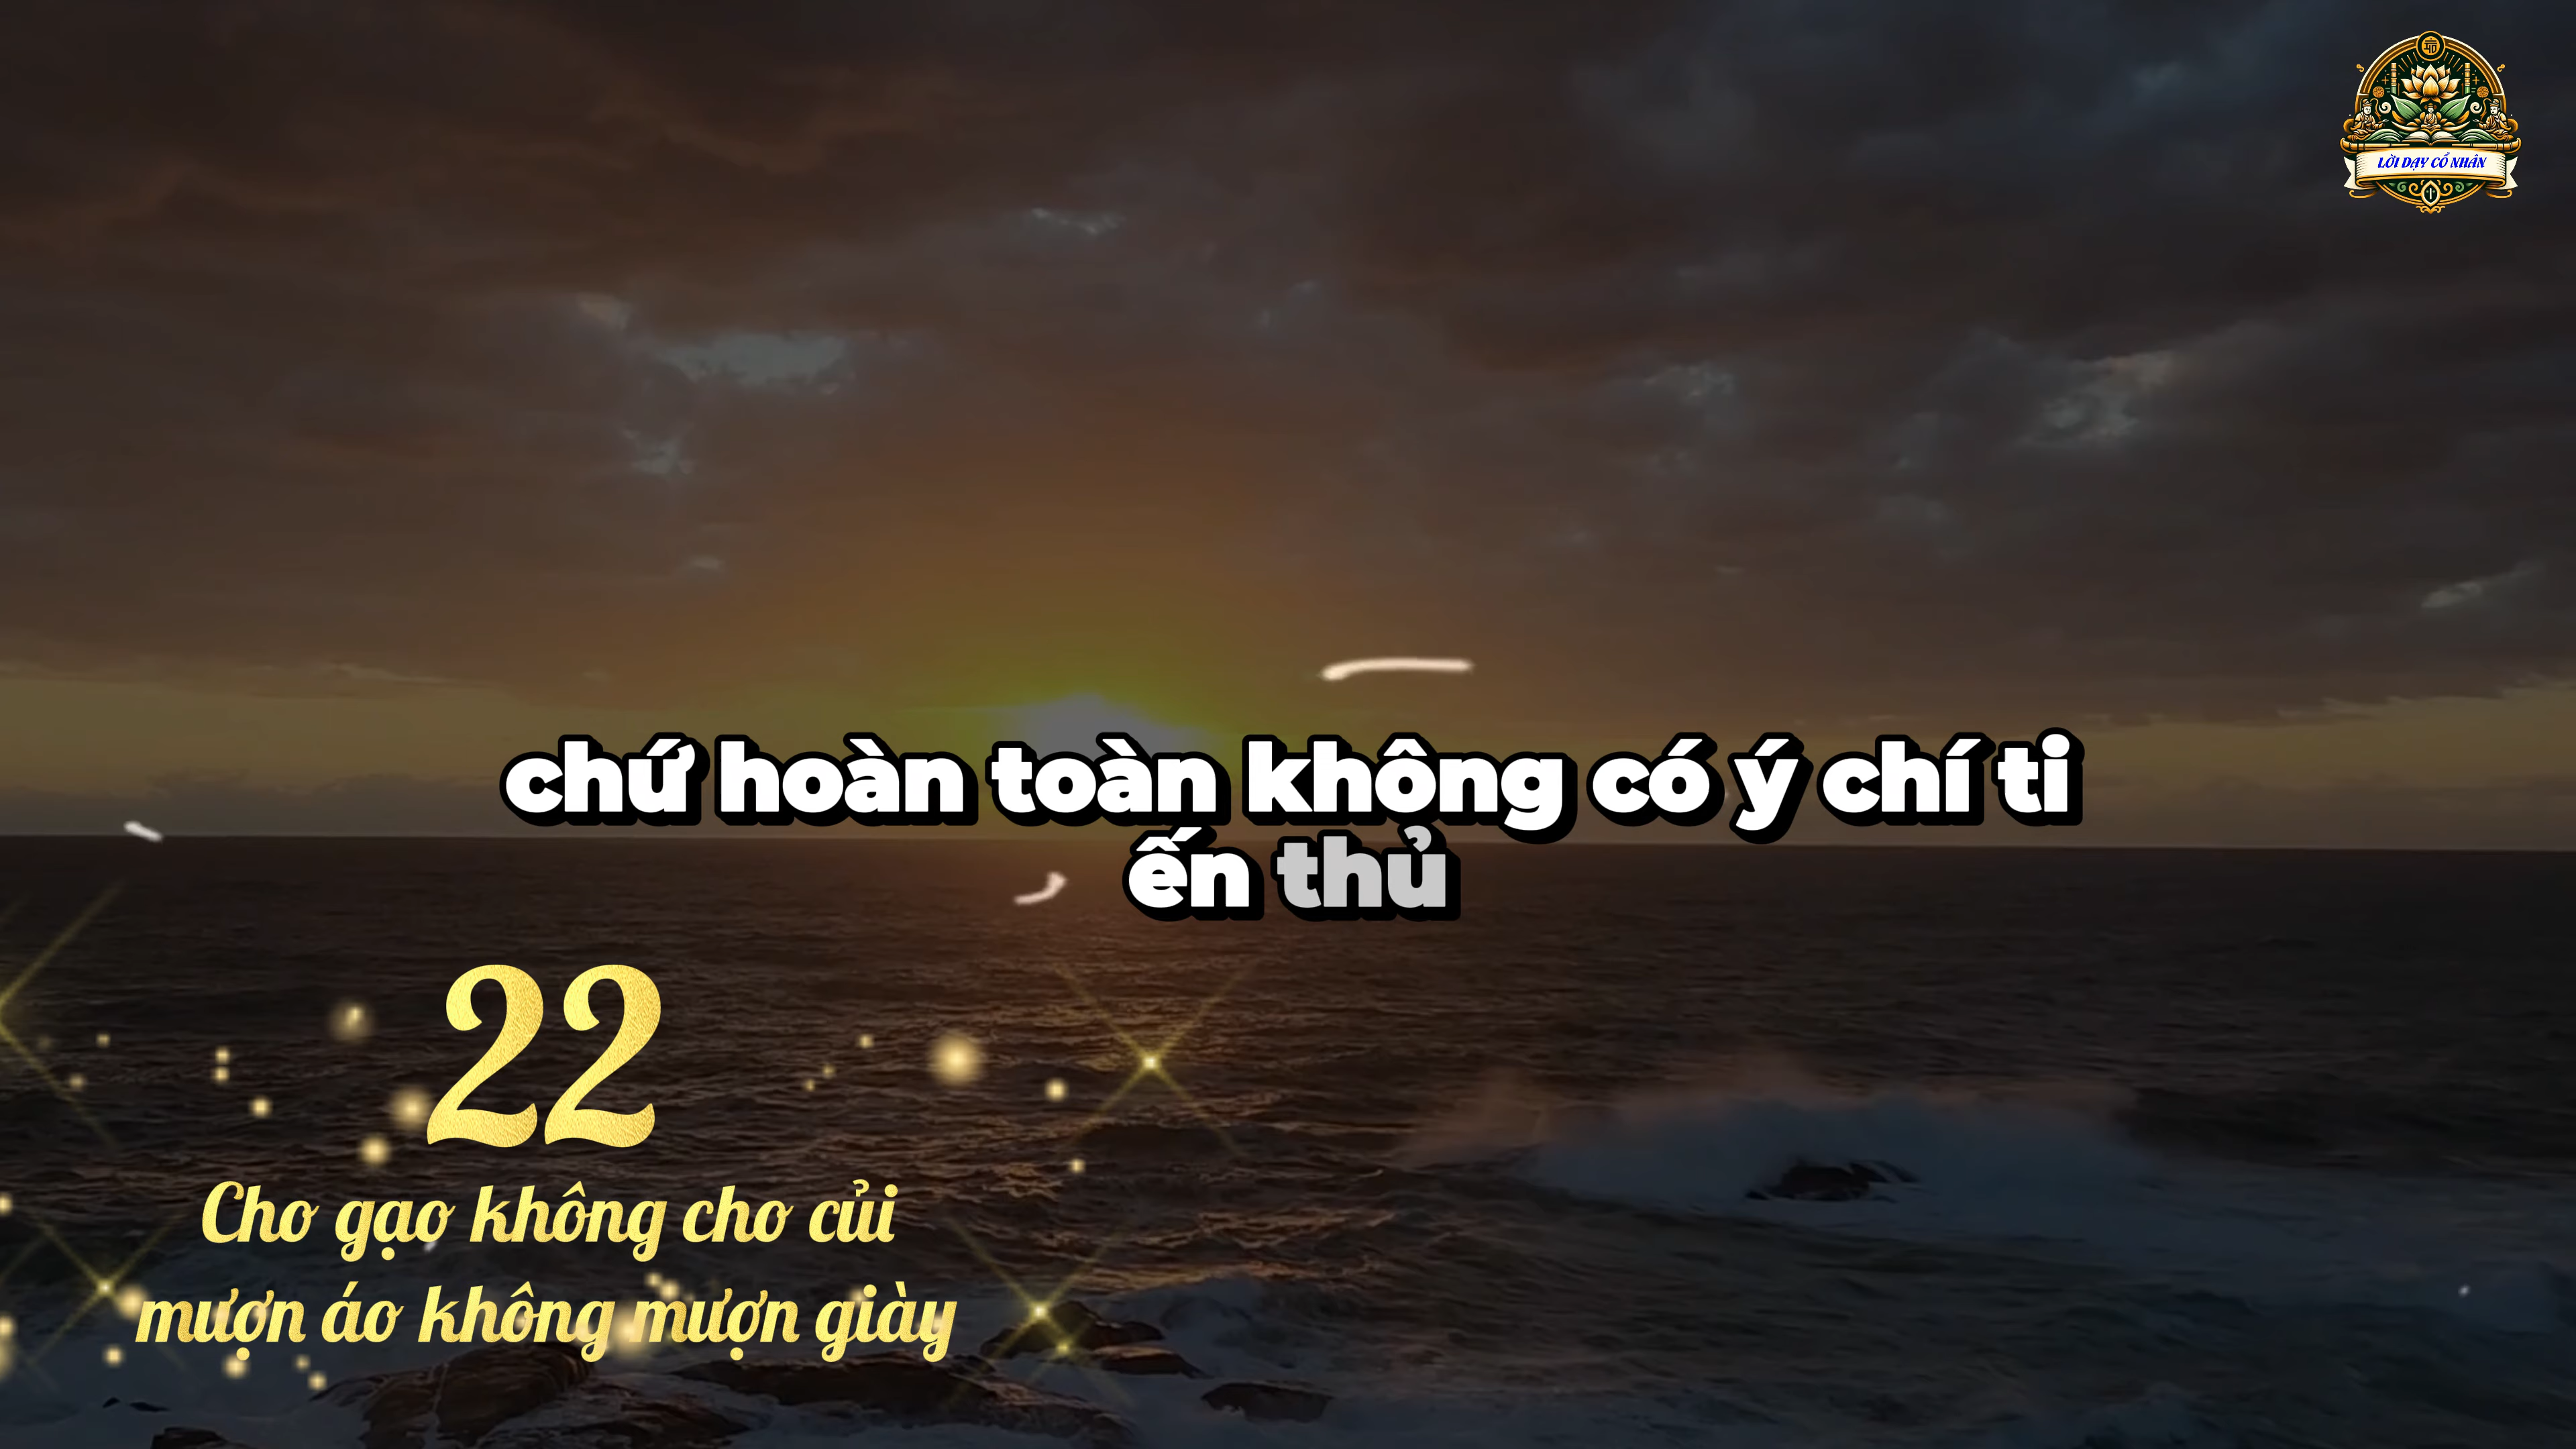 LỜI DẠY CỔ NHÂN
chứ hoàn toàn không có ý chí ti
ến thủ
22
Cho gạo không cho củi
mượn áo không mượn giày